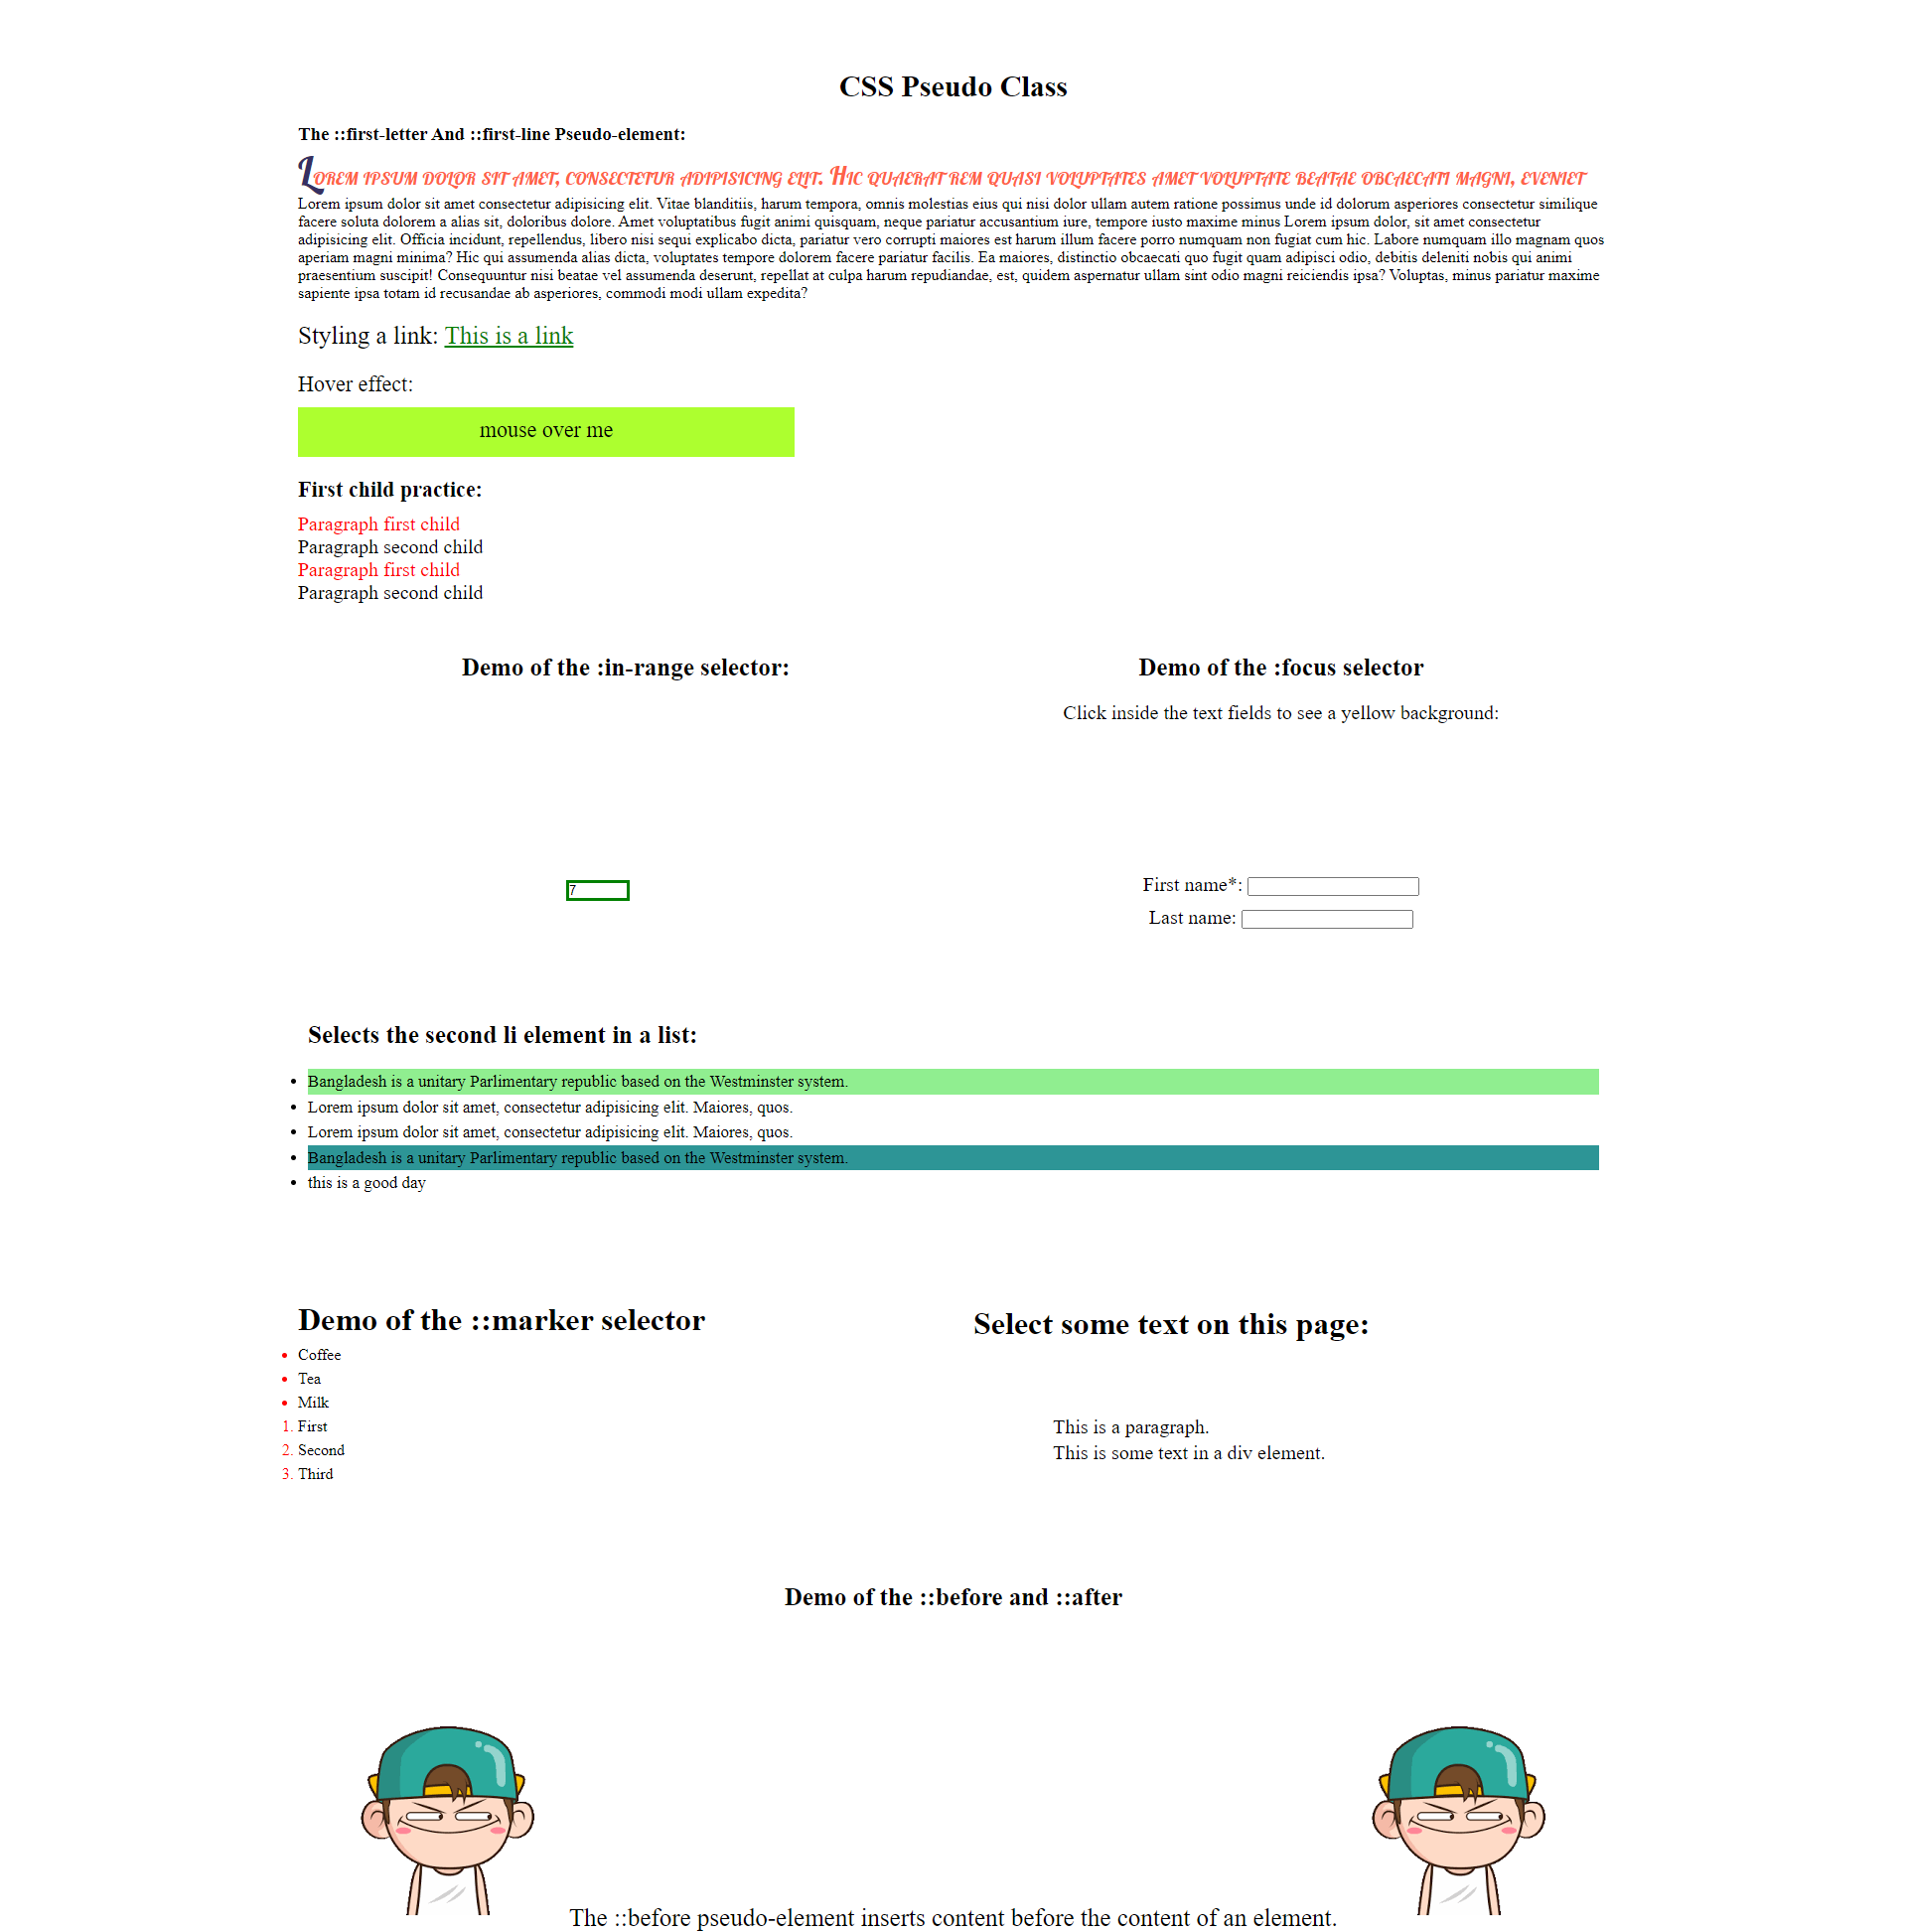 CSS Pseudo Class
The ::first-letter And ::first-line Pseudo-element:
Lorem ipsum dolor sit amet, consectetur adipisicing elit. Hic quaerat rem quasi voluptates amet voluptate beatae obcaecati magni, eveniet
Lorem ipsum dolor sit amet consectetur adipisicing elit. Vitae blanditiis, harum tempora, omnis molestias eius qui nisi dolor ullam autem ratione possimus unde id dolorum asperiores consectetur similique
facere soluta dolorem a alias sit, doloribus dolore. Amet voluptatibus fugit animi quisquam, neque pariatur accusantium iure, tempore iusto maxime minus Lorem ipsum dolor, sit amet consectetur
adipisicing elit. Officia incidunt, repellendus, libero nisi sequi explicabo dicta, pariatur vero corrupti maiores est harum illum facere porro numquam non fugiat cum hic. Labore numquam illo magnam quos
aperiam magni minima? Hic qui assumenda alias dicta, voluptates tempore dolorem facere pariatur facilis. Ea maiores, distinctio obcaecati quo fugit quam adipisci odio, debitis deleniti nobis qui animi
praesentium suscipit! Consequuntur nisi beatae vel assumenda deserunt, repellat at culpa harum repudiandae, est, quidem aspernatur ullam sint odio magni reiciendis ipsa? Voluptas, minus pariatur maxime
sapiente ipsa totam id recusandae ab asperiores, commodi modi ullam expedita?
Styling a link: This is a link
Hover effect:
mouse over me
First child practice:
Paragraph first child
Paragraph second child
Paragraph first child
Paragraph second child
Demo of the :in-range selector:
7
Demo of the :focus selector
Click inside the text fields to see a yellow background:
First name*:
Last name:
Selects the second li element in a list:
• Bangladesh is a unitary Parlimentary republic based on the Westminster system.
• Lorem ipsum dolor sit amet, consectetur adipisicing elit. Maiores, quos.
• Lorem ipsum dolor sit amet, consectetur adipisicing elit. Maiores, quos.
• Bangladesh is a unitary Parlimentary republic based on the Westminster system.
• this is a good day
Demo of the ::marker selector
• Coffee
• Tea
• Milk
1. First
2. Second
3. Third
Select some text on this page:
This is a paragraph.
This is some text in a div element.
Demo of the ::before and ::after
The ::before pseudo-element inserts content before the content of an element.